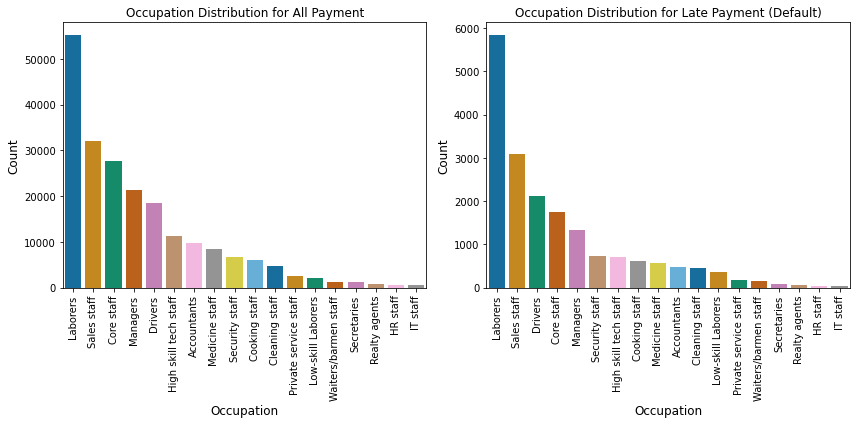 Occupation Distribution for All Payment
Count
50000
40000
30000
20000
10000
0
Laborers
Sales staff
Core staff
Managers
Drivers
High skill tech staff
Accountants
Medicine staff
Security staff
Cooking staff
Cleaning staff
Private service staff
Low-skill Laborers
Waiters/barmen staff
Secretaries
Realty agents
HR staff
IT staff
Occupation
Occupation Distribution for Late Payment (Default)
Count
6000
5000
4000
3000
2000
1000
0
Laborers
Sales staff
Drivers
Core staff
Managers
Security staff
High skill tech staff
Cooking staff
Medicine staff
Accountants
Cleaning staff
Low-skill Laborers
Private service staff
Waiters/barmen staff
Secretaries
Realty agents
HR staff
IT staff
Occupation